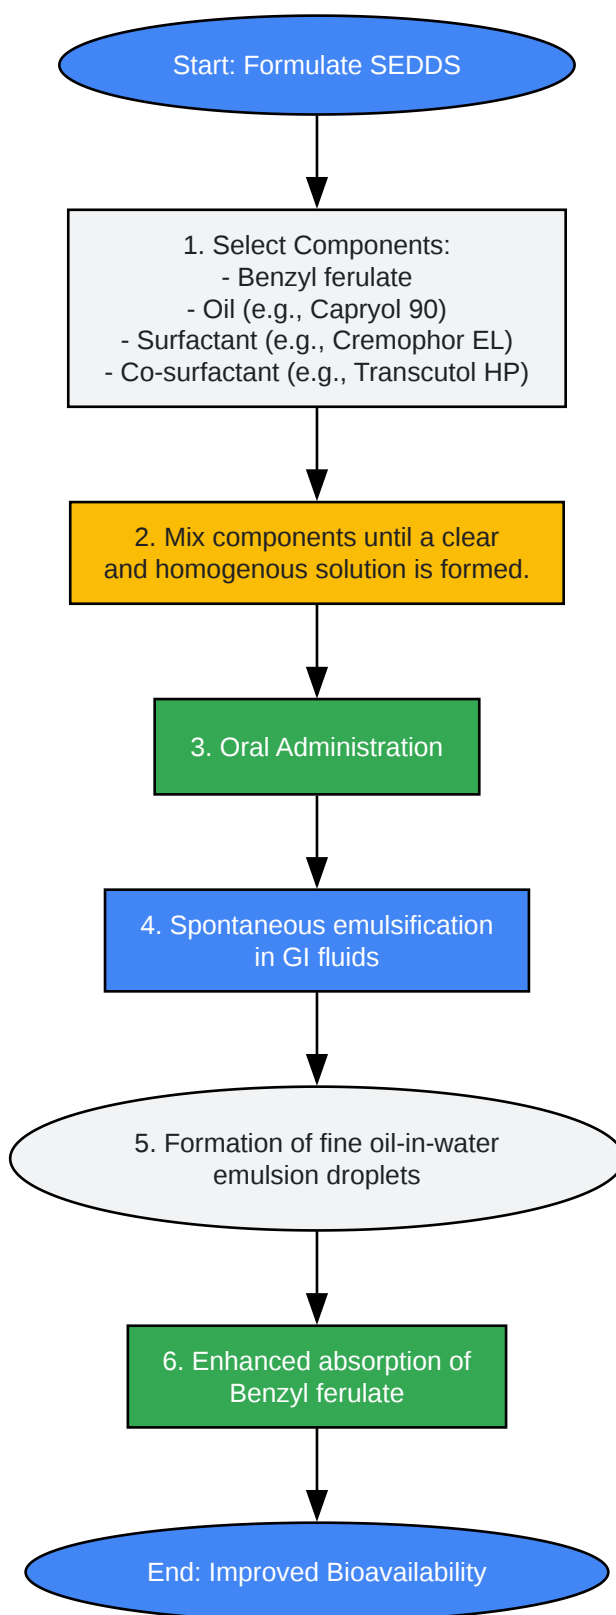 Start: Formulate SEDDS
1. Select Components:
- Benzyl ferulate
- Oil (e.g., Capryol 90)
- Surfactant (e.g., Cremophor EL)
- Co-surfactant (e.g., Transcutol HP)
2. Mix components until a clear
and homogenous solution is formed.
3. Oral Administration
4. Spontaneous emulsification
in GI fluids
5. Formation of fine oil-in-water
emulsion droplets
6. Enhanced absorption of
Benzyl ferulate
End: Improved Bioavailability